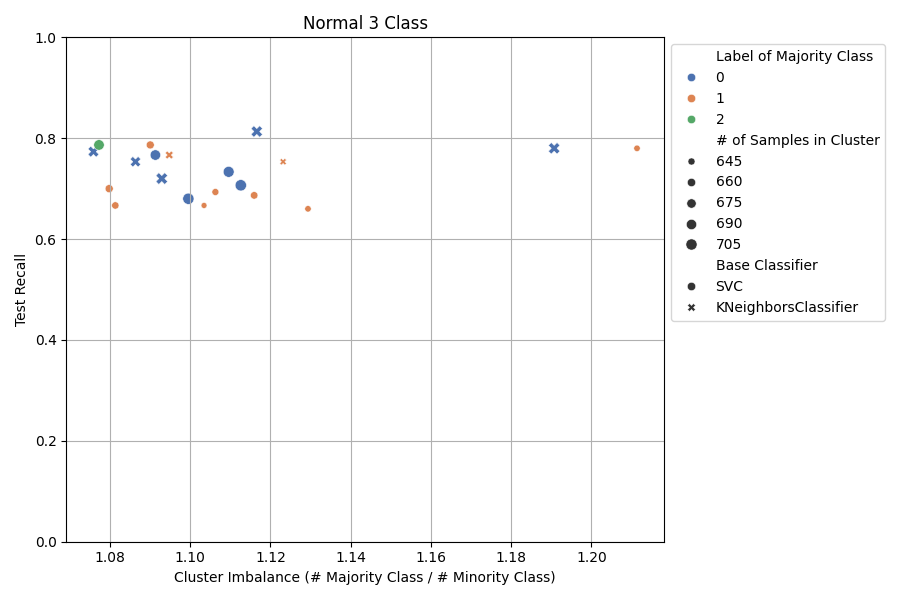 Normal 3 Class
1.0
0.8
0.6
0.4
0.2
0.0
Test Recall
1.08
1.10
1.12
1.14
1.16
1.18
1.20
Cluster Imbalance (# Majority Class / # Minority Class)
Label of Majority Class
0
1
2
# of Samples in Cluster
645
660
675
690
705
Base Classifier
SVC
KNeighborsClassifier